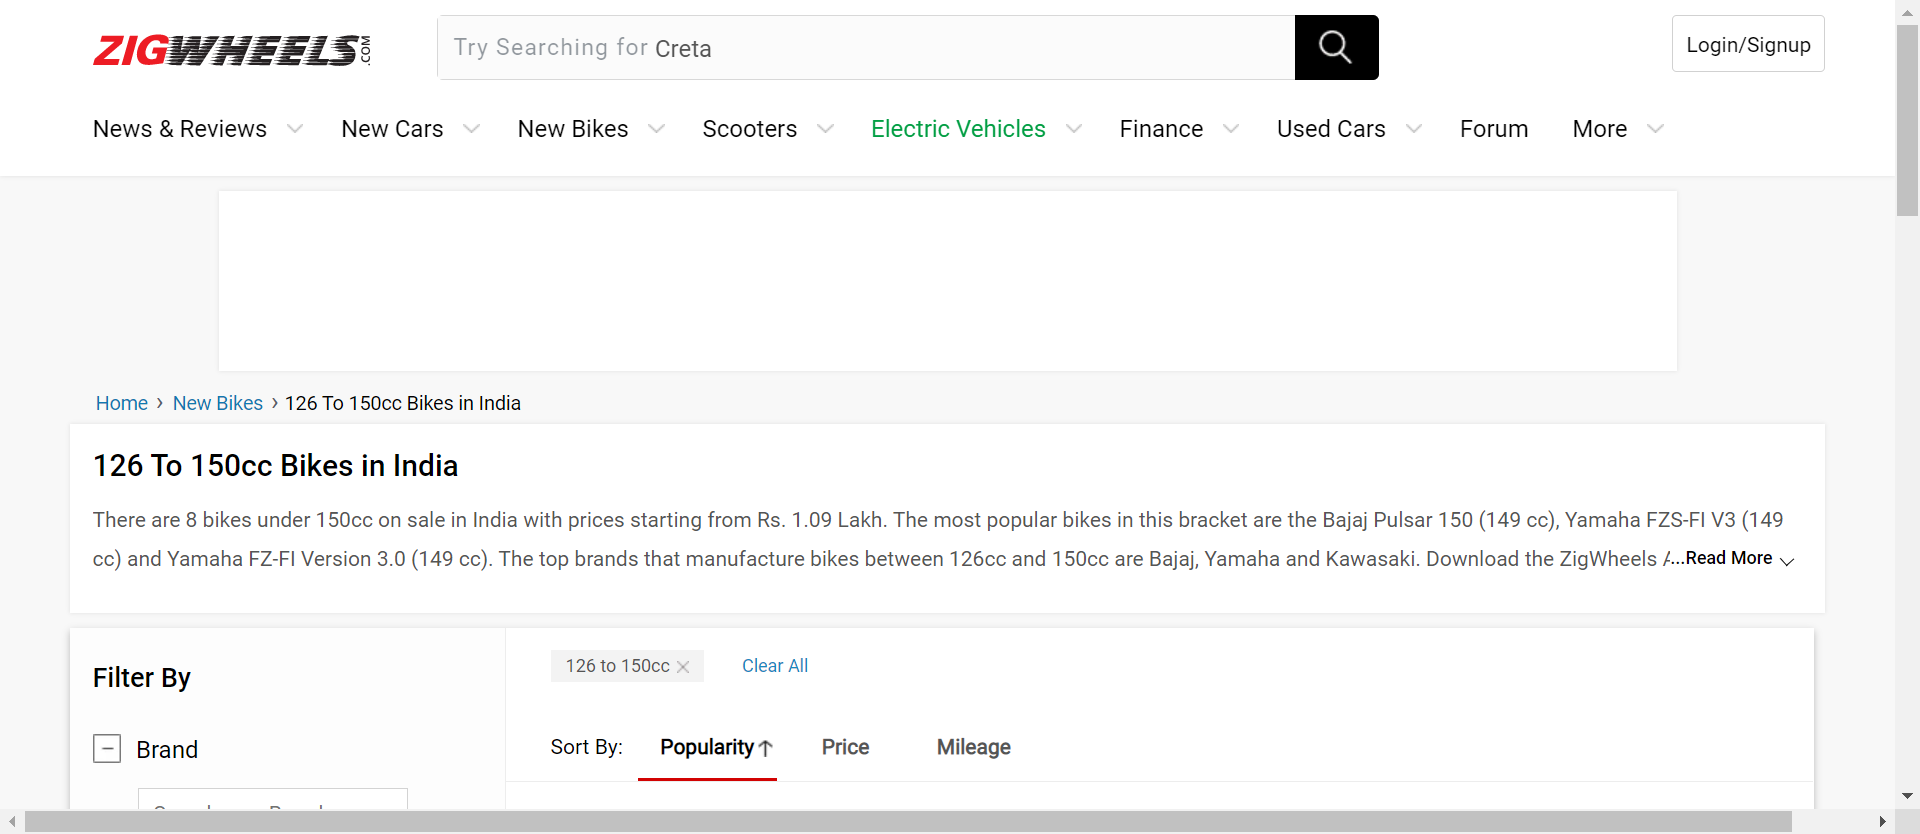 ZIGWHEELS.COM
Try Searching for Creta
Login/Signup
News & Reviews New Cars New Bikes Scooters Electric Vehicles Finance Used Cars Forum More
Home › New Bikes › 126 To 150cc Bikes in India
126 To 150cc Bikes in India
There are 8 bikes under 150cc on sale in India with prices starting from Rs. 1.09 Lakh. The most popular bikes in this bracket are the Bajaj Pulsar 150 (149 cc), Yamaha FZS-FI V3 (149
cc) and Yamaha FZ-FI Version 3.0 (149 cc). The top brands that manufacture bikes between 126cc and 150cc are Bajaj, Yamaha and Kawasaki. Download the ZigWheels ...Read More
Filter By
Brand
126 to 150cc Clear All
Sort By: Popularity Price Mileage